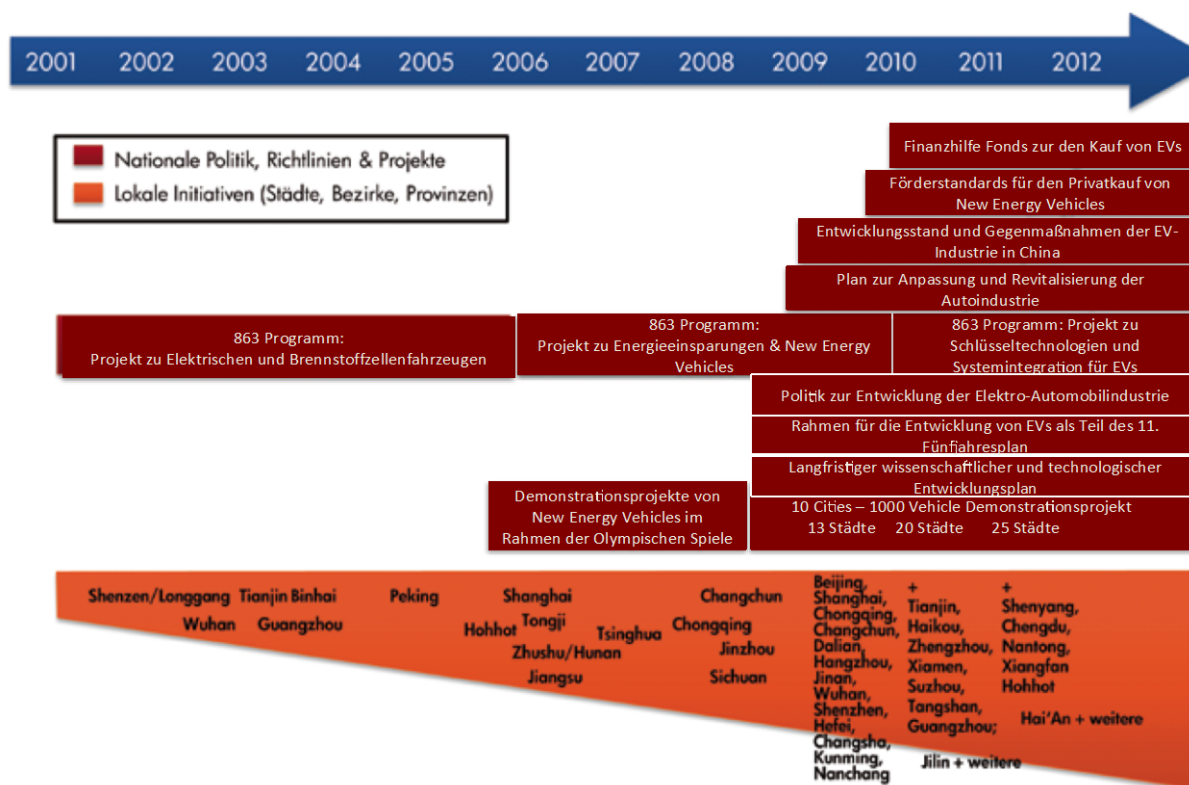 2001 2002 2003 2004 2005 2006 2007 2008 2009 2010 2011 2012
Nationale Politik, Richtlinien & Projekte
Lokale Initiativen (Städte, Bezirke, Provinzen)
Finanzhilfe Fonds zur den Kauf von EVs
Förderstandards für den Privatkauf von
New Energy Vehicles
Entwicklungsstand und Gegenmaßnahmen der EV-
Industrie in China
Plan zur Anpassung und Revitalisierung der
Autoindustrie
863 Programm:
Projekt zu Elektrischen und Brennstoffzellenfahrzeugen
863 Programm:
Projekt zu Energieeinsparungen & New Energy
Vehicles
863 Programm: Projekt zu
Schlüsseltechnologien und
Systemintegration für EVs
Politik zur Entwicklung der Elektro-Automobilindustrie
Rahmen für die Entwicklung von EVs als Teil des 11.
Fünfjahresplan
Langfristiger wissenschaftlicher und technologischer
Entwicklungsplan
Demonstrationsprojekte von
New Energy Vehicles im
Rahmen der Olympischen Spiele
10 Cities – 1000 Vehicle Demonstrationsprojekt
13 Städte 20 Städte 25 Städte
Shenzen/Longgang
Tianjin Binhai
Wuhan
Guangzhou
Peking
Shanghai
Hohhot
Tongji
Tsinghua
Zhushu/Hunan
Jiangsu
Changchun
Chongqing
Jinzhou
Sichuan
Beijing,
Shanghai,
Chongqing,
Changchun,
Dalian,
Hangzhou,
Jinan,
Wuhan,
Shenzhen,
Hefei,
Changsha,
Kunming,
Nanchang
+
Tianjin,
Haikou,
Zhengzhou,
Xiamen,
Suzhou,
Tangshan,
Guangzhou;
Jilin + weitere
+
Shenyang,
Chengdu,
Nantong,
Xiangfan
Hohhot
Hai'An + weitere